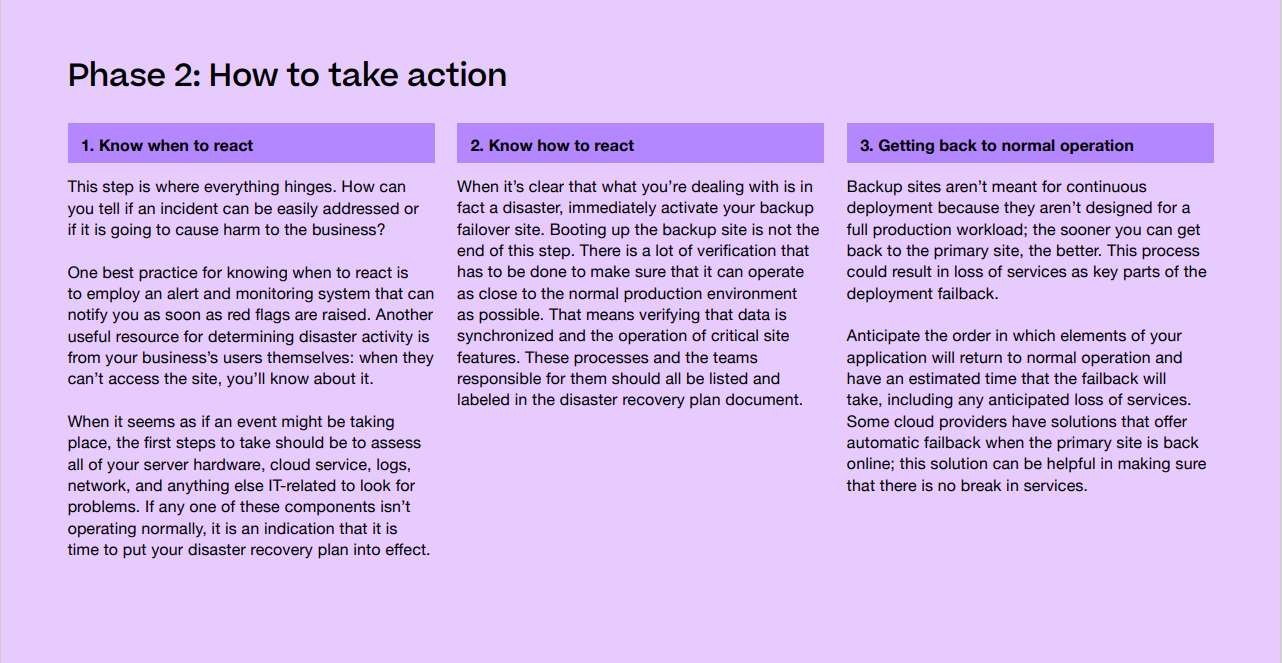 Phase 2: How to take action
1. Know when to react
This step is where everything hinges. How can
you tell if an incident can be easily addressed or
if it is going to cause harm to the business?
One best practice for knowing when to react is
to employ an alert and monitoring system that can
notify you as soon as red flags are raised. Another
useful resource for determining disaster activity is
from your business’s users themselves: when they
can’t access the site, you’ll know about it.
When it seems as if an event might be taking
place, the first steps to take should be to assess
all of your server hardware, cloud service, logs,
network, and anything else IT-related to look for
problems. If any one of these components isn’t
operating normally, it is an indication that it is
time to put your disaster recovery plan into effect.
2. Know how to react
When it’s clear that what you’re dealing with is in
fact a disaster, immediately activate your backup
failover site. Booting up the backup site is not the
end of this step. There is a lot of verification that
has to be done to make sure that it can operate
as close to the normal production environment
as possible. That means verifying that data is
synchronized and the operation of critical site
features. These processes and the teams
responsible for them should all be listed and
labeled in the disaster recovery plan document.
3. Getting back to normal operation
Backup sites aren’t meant for continuous
deployment because they aren’t designed for a
full production workload; the sooner you can get
back to the primary site, the better. This process
could result in loss of services as key parts of the
deployment failback.
Anticipate the order in which elements of your
application will return to normal operation and
have an estimated time that the failback will
take, including any anticipated loss of services.
Some cloud providers have solutions that offer
automatic failback when the primary site is back
online; this solution can be helpful in making sure
that there is no break in services.